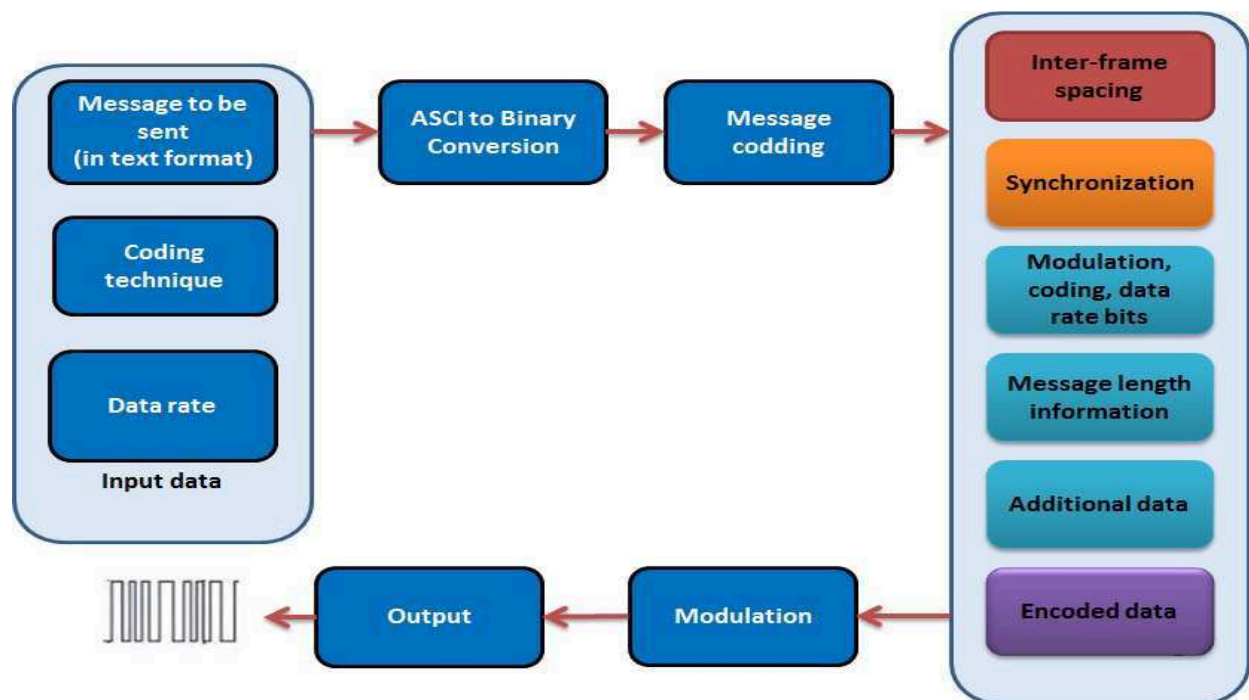 Message to be
sent
(in text format)
Coding
technique
Data rate
Input data
ASCI to Binary
Conversion
Message
codding
Inter-frame
spacing
Synchronization
Modulation,
coding, data
rate bits
Message length
information
Additional data
Encoded data
Modulation
Output